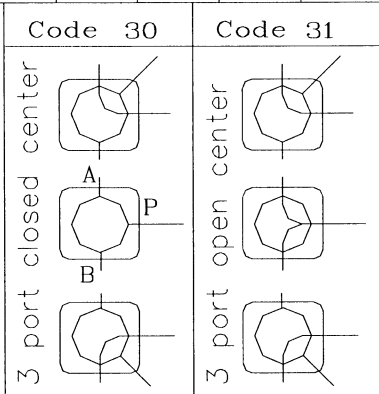 Code 30
Code 31
3 port closed center
A
P
B
3 port open center